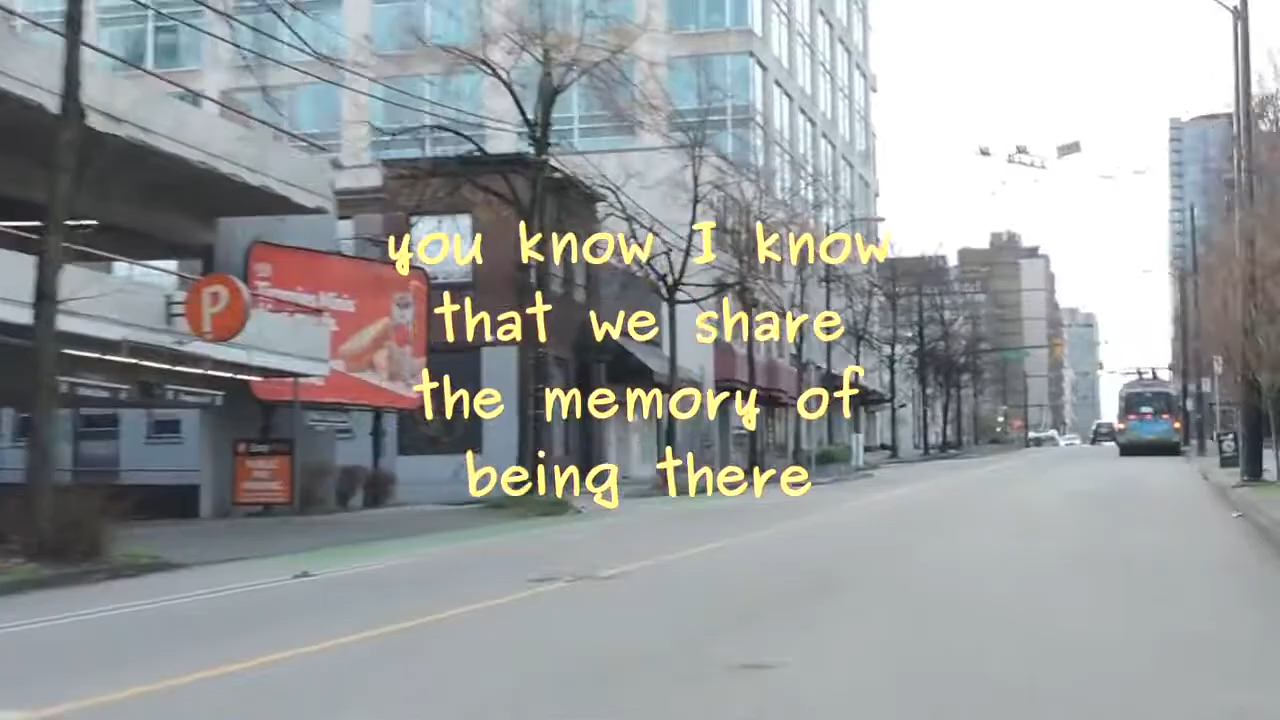 you know I know
that we share
the memory of
being there
P